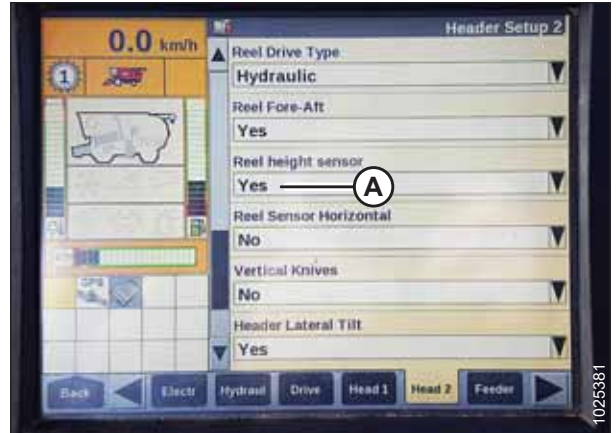 0.0 km/h
1
Header Setup 2
Reel Drive Type
Hydraulic
Reel Fore-Aft
Yes
Reel height sensor
Yes
A
Reel Sensor Horizontal
No
Vertical Knives
No
Header Lateral Tilt
Yes
Back
Electr
Hydraul
Drive
Head 1
Head 2
Feeder
1025381